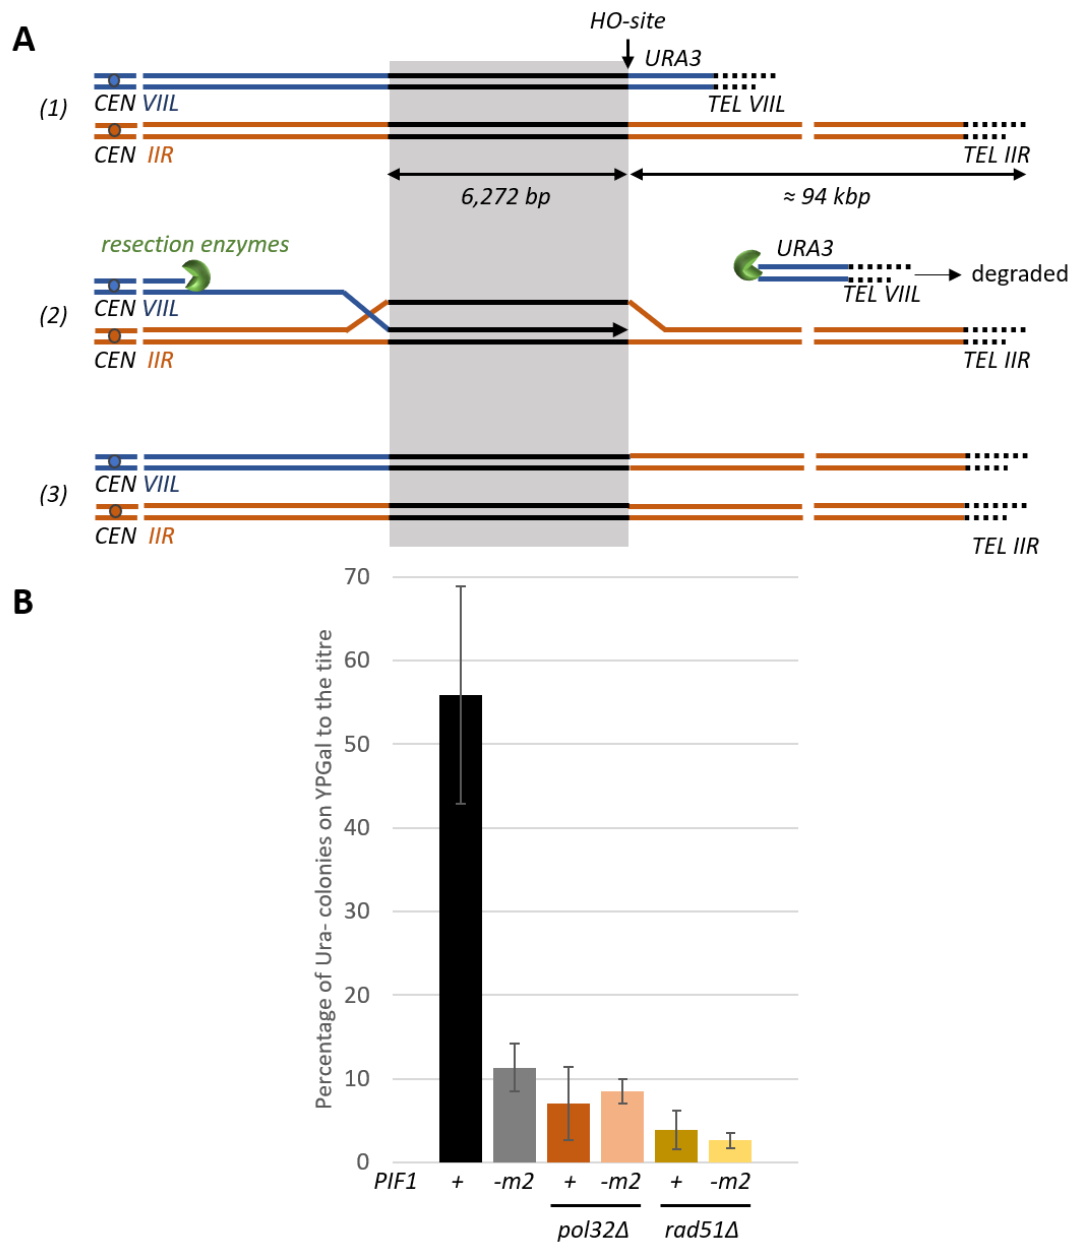 A
HO-site
URA3
(1)
CEN VIIL
TEL VIIL
CEN IIR
TEL IIR
6,272 bp
≈ 94 kbp
resection enzymes
URA3
degraded
(2)
CEN VIIL
TEL VIIL
CEN IIR
TEL IIR
(3)
CEN VIIL
CEN IIR
TEL IIR
B
Percentage of Ura- colonies on YPGal to the titre
70
60
50
40
30
20
10
0
PIF1 + -m2 + -m2 + -m2
pol32Δ rad51Δ